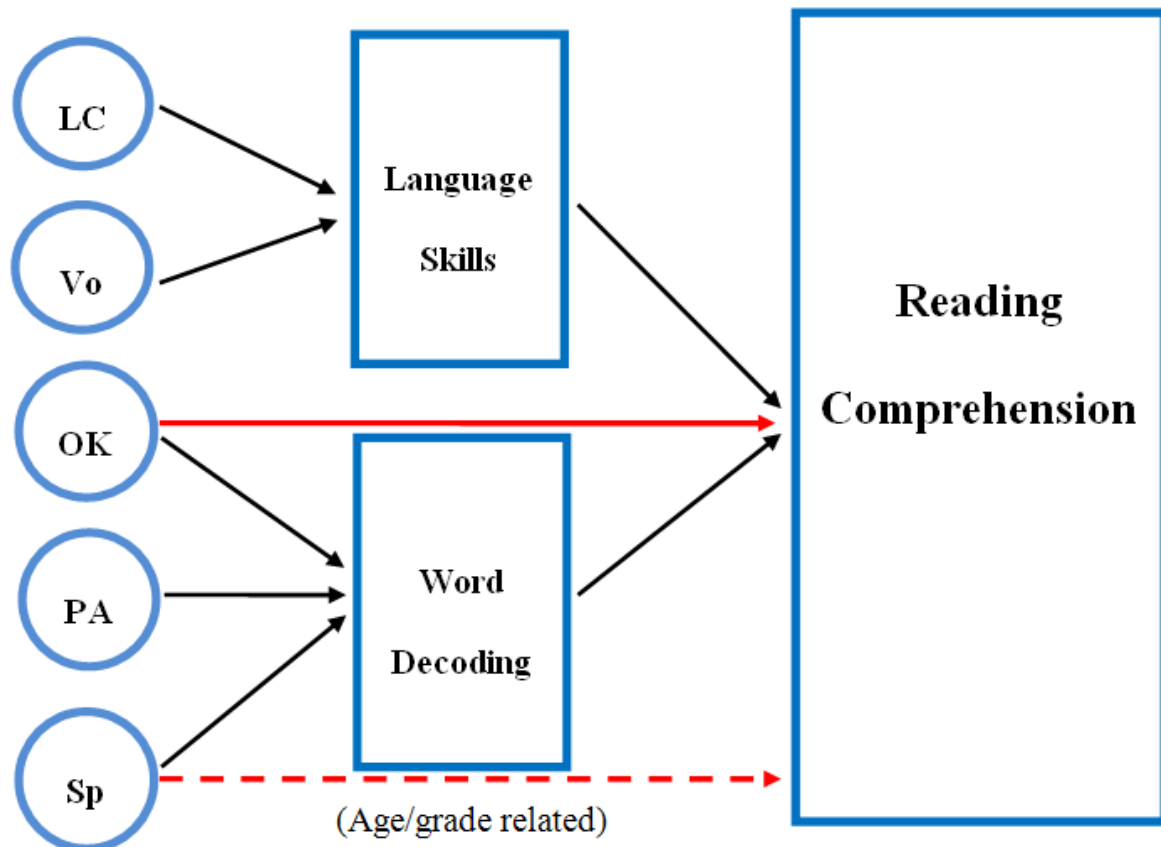 LC
Vo
OK
PA
Sp
Language
Skills
Word
Decoding
(Age/grade related)
Reading
Comprehension